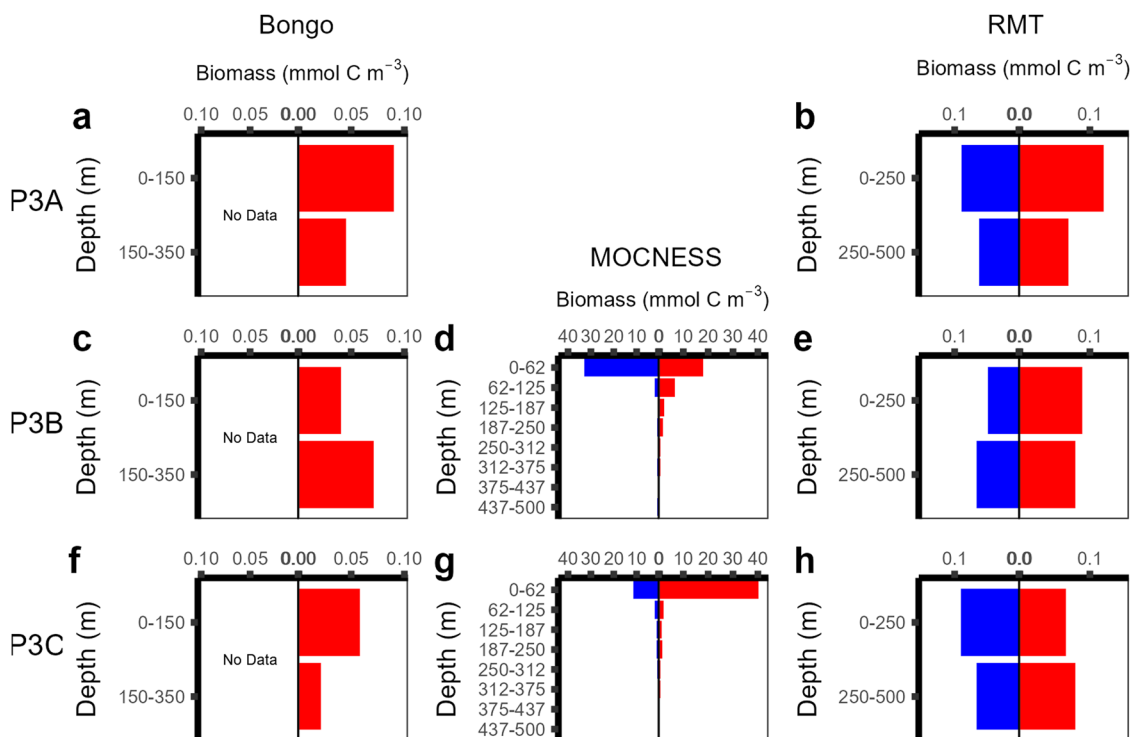 Bongo
RMT
Biomass (mmol C m⁻³)
Biomass (mmol C m⁻³)
a
0.10 0.05 0.00 0.05 0.10
b
0.1 0.0 0.1
P3A
Depth (m)
0-150
150-350
No Data
Depth (m)
0-250
250-500
MOCNESS
Biomass (mmol C m⁻³)
c
0.10 0.05 0.00 0.05 0.10
d
40 30 20 10 0 10 20 30 40
e
0.1 0.0 0.1
P3B
Depth (m)
0-150
150-350
No Data
Depth (m)
0-62
62-125
125-187
187-250
250-312
312-375
375-437
437-500
Depth (m)
0-250
250-500
f
0.10 0.05 0.00 0.05 0.10
g
40 30 20 10 0 10 20 30 40
h
0.1 0.0 0.1
P3C
Depth (m)
0-150
150-350
No Data
Depth (m)
0-62
62-125
125-187
187-250
250-312
312-375
375-437
437-500
Depth (m)
0-250
250-500